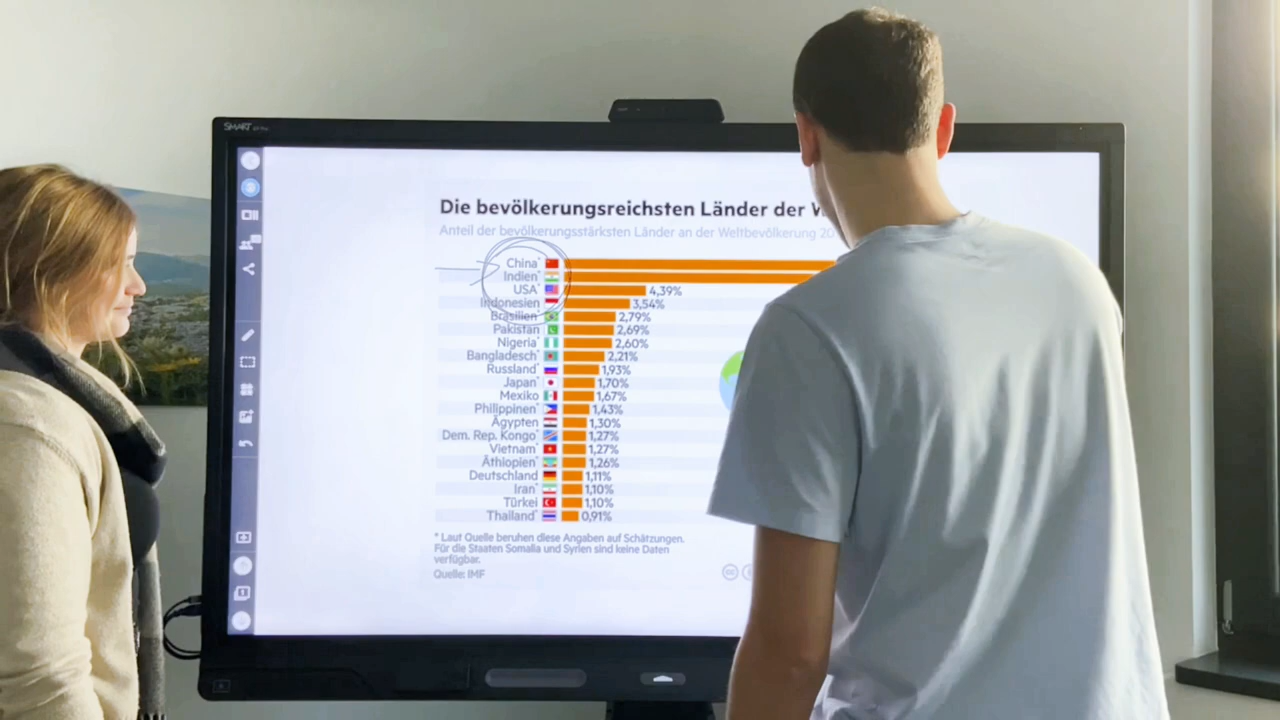 SMART
Die bevölkerungsreichsten Länder der
Anteil der bevölkerungsstärksten Länder an der Weltbevölkerung 20
China*
Indien*
USA* 4,39%
Indonesien 3,54%
Brasilien* 2,79%
Pakistan 2,69%
Nigeria* 2,60%
Bangladesch* 2,21%
Russland* 1,93%
Japan* 1,70%
Mexiko 1,67%
Philippinen* 1,43%
Ägypten 1,30%
Dem. Rep. Kongo* 1,27%
Vietnam* 1,27%
Äthiopien* 1,26%
Deutschland 1,11%
Iran* 1,10%
Türkei 1,10%
Thailand* 0,91%
* Laut Quelle beruhen diese Angaben auf Schätzungen.
Für die Staaten Somalia und Syrien sind keine Daten
verfügbar.
Quelle: IMF